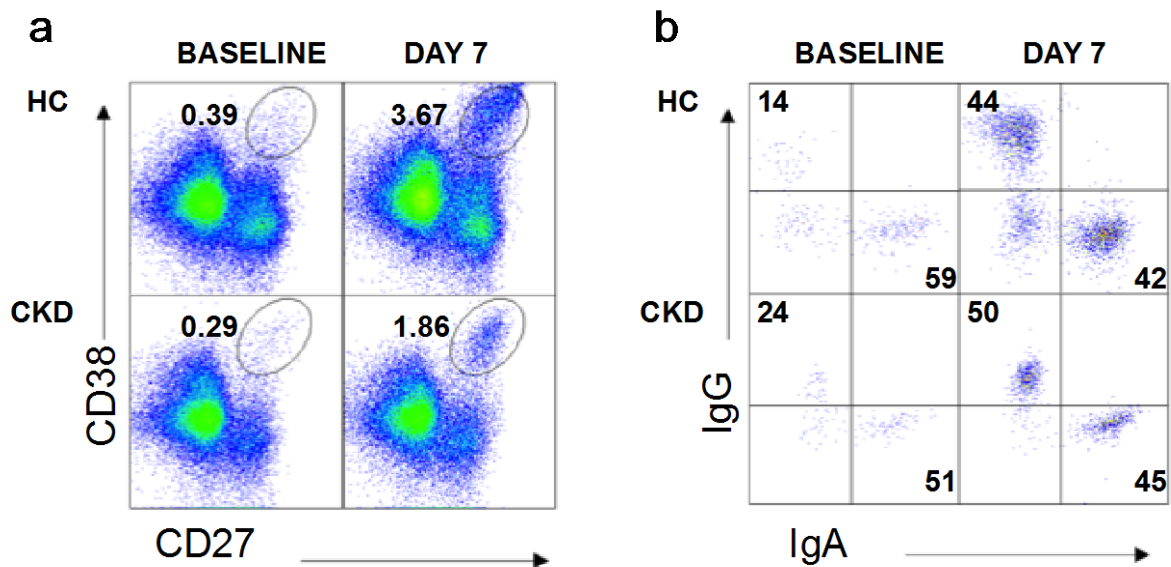 a
BASELINE DAY 7
HC
0.39 3.67
CKD
0.29 1.86
CD38
CD27
b
BASELINE DAY 7
HC
14 44
59 42
CKD
24 50
51 45
IgG
IgA